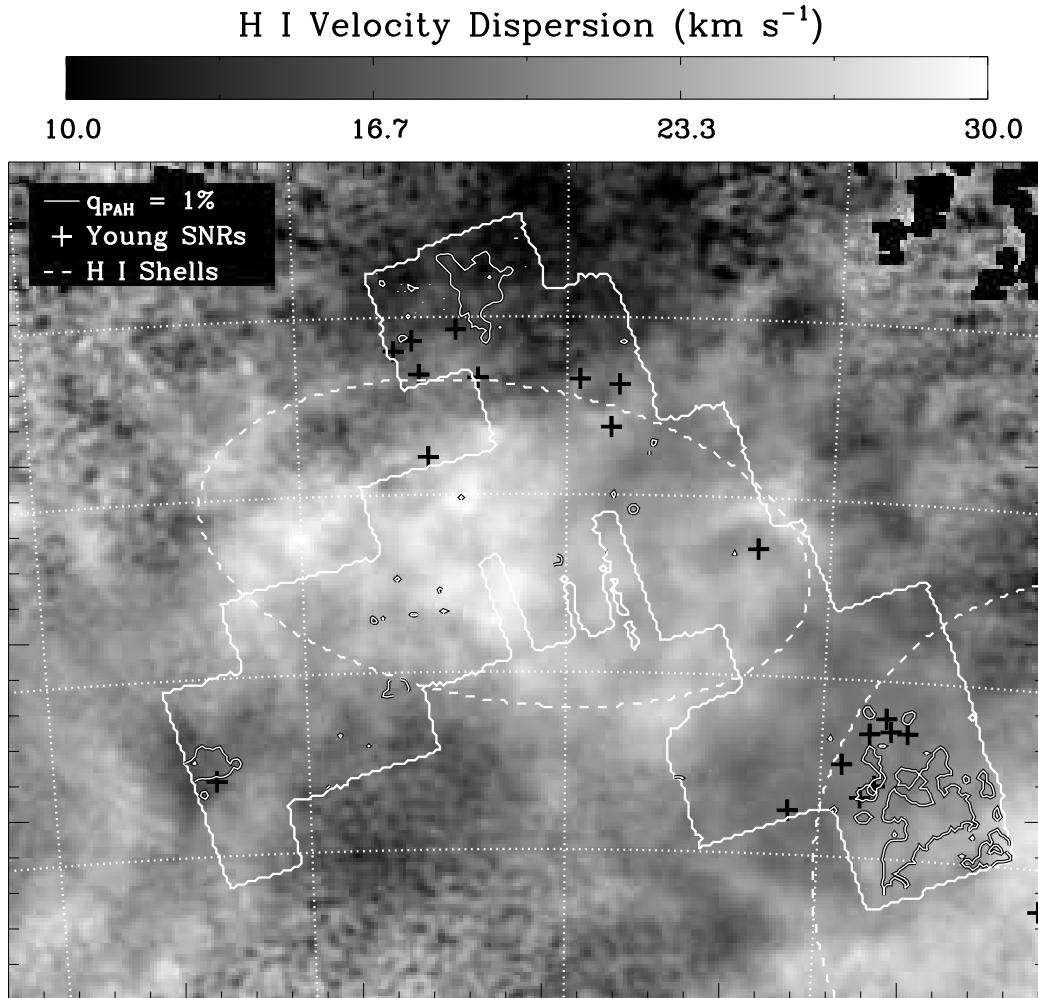 H I Velocity Dispersion (km s⁻¹)
10.0 16.7 23.3 30.0
q_PAH = 1%
Young SNRs
H I Shells